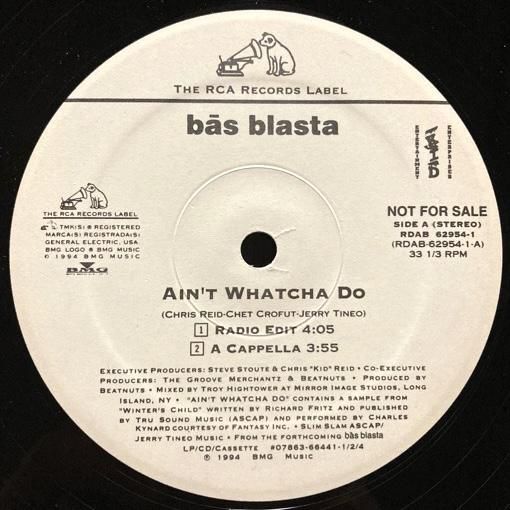 THE RCA RECORDS LABEL
bās blasta
ENTERTAINMENT
ENTERPRISES
THE RCA RECORDS LABEL
TMK(S) ® REGISTERED
MARCA(S) REGISTRADA(S)
GENERAL ELECTRIC, USA.
BMG LOGO ® BMG MUSIC
© 1994 BMG MUSIC
BMG
NOT FOR SALE
SIDE A (STEREO)
RDAB 62954-1
(RDAB-62954-1-A)
33 1/3 RPM
AIN'T WHATCHA DO
(CHRIS REID-CHET CROFUT-JERRY TINEO)
1 RADIO EDIT 4:05
2 A CAPPELLA 3:55
EXECUTIVE PRODUCERS: STEVE STOUTE & CHRIS "KID" REID • CO-EXECUTIVE
PRODUCERS: THE GROOVE MERCHANTZ & BEATNUTS • PRODUCED BY
BEATNUTS • MIXED BY TROY HIGHTOWER AT MIRROR IMAGE STUDIOS, LONG
ISLAND, NY • "AIN'T WHATCHA DO" CONTAINS A SAMPLE FROM
"WINTER'S CHILD" WRITTEN BY RICHARD FRITZ AND PUBLISHED
BY TRU SOUND MUSIC (ASCAP) AND PERFORMED BY CHARLES
KYNARD COURTESY OF FANTASY INC. • SLIM SLAM ASCAP/
JERRY TINEO MUSIC • FROM THE FORTHCOMING bās blasta
LP/CD/CASSETTE #07863-66441-1/2/4
℗ 1994 BMG MUSIC